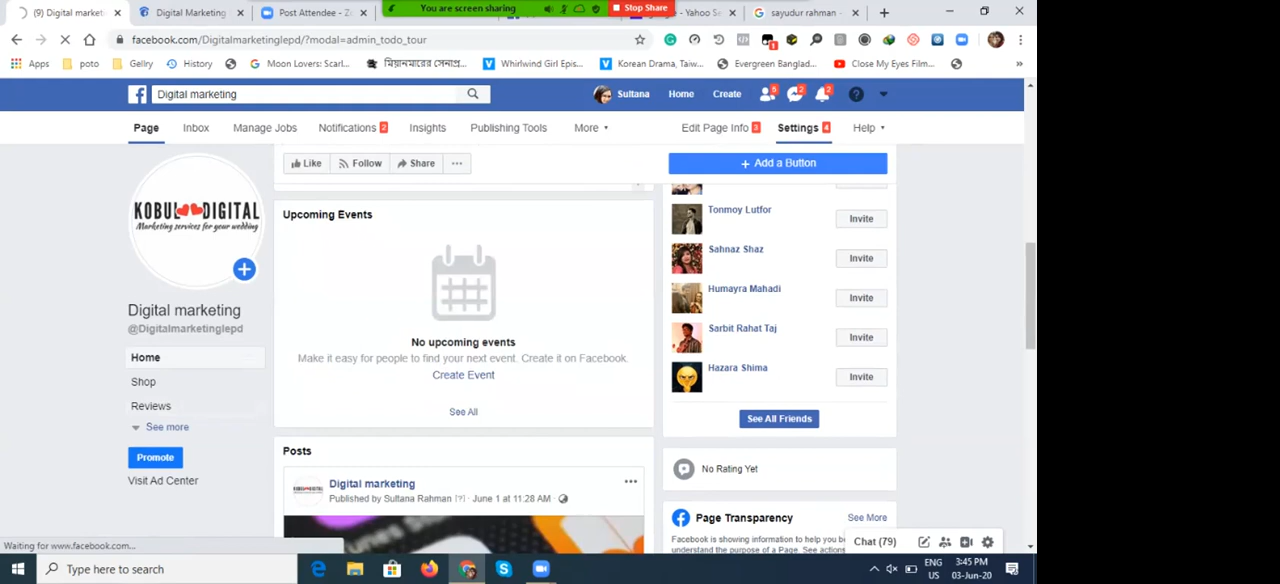 (9) Digital market
Digital Marketing
Post Attendee - Z
You are screen sharing
Stop Share
- Yahoo Se
sayudur rahman -
facebook.com/Digitalmarketinglepd/?modal=admin_todo_tour
Apps
poto
Gellry
History
Moon Lovers: Scarl...
মিয়ানমারের সেনাপ্র...
Whirlwind Girl Epis...
Korean Drama, Taiw...
Evergreen Banglad...
Close My Eyes Film...
»
Digital marketing
Sultana
Home
Create
6
2
2
Page
Inbox
Manage Jobs
Notifications 2
Insights
Publishing Tools
More
Edit Page Info 3
Settings 4
Help
Like
Follow
Share
...
+ Add a Button
KOBUL DIGITAL
Marketing services for your wedding
Digital marketing
@Digitalmarketinglepd
Home
Shop
Reviews
See more
Promote
Visit Ad Center
Upcoming Events
No upcoming events
Make it easy for people to find your next event. Create it on Facebook.
Create Event
See All
Posts
Digital marketing
Published by Sultana Rahman [?] · June 1 at 11:28 AM ·
Tonmoy Lutfor
Invite
Sahnaz Shaz
Invite
Humayra Mahadi
Invite
Sarbit Rahat Taj
Invite
Hazara Shima
Invite
See All Friends
No Rating Yet
Page Transparency
See More
Facebook is showing information to help you b
understand the purpose of a Page. See actions
Chat (79)
Waiting for www.facebook.com...
Type here to search
ENG
US
3:45 PM
03-Jun-20